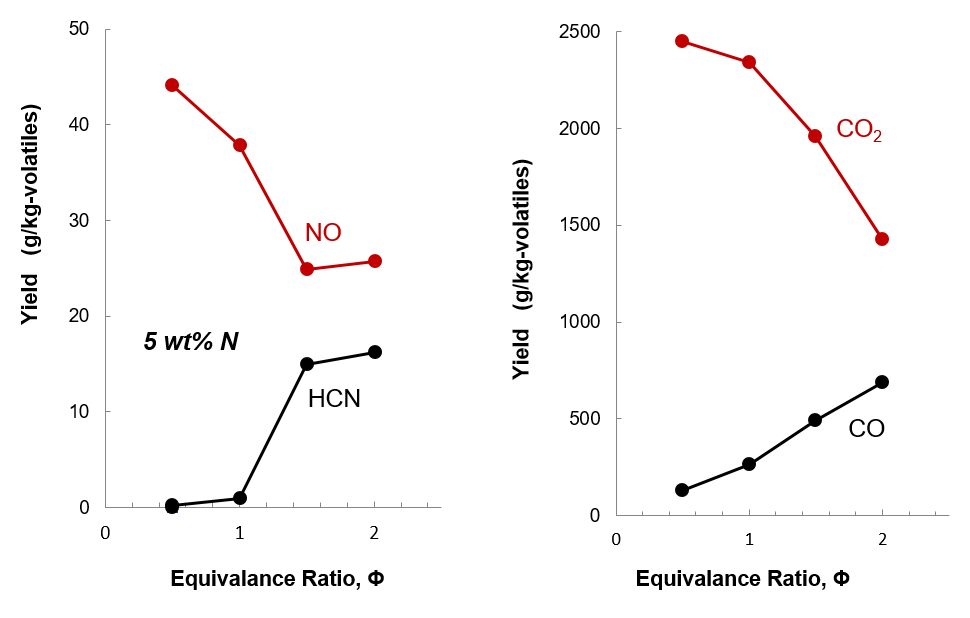 50
40
30
20
10
0
0
1
2
Yield (g/kg-volatiles)
NO
5 wt% N
HCN
Equivalance Ratio, Φ
2500
2000
1500
1000
500
0
0
1
2
Yield (g/kg-volatiles)
CO₂
CO
Equivalance Ratio, Φ